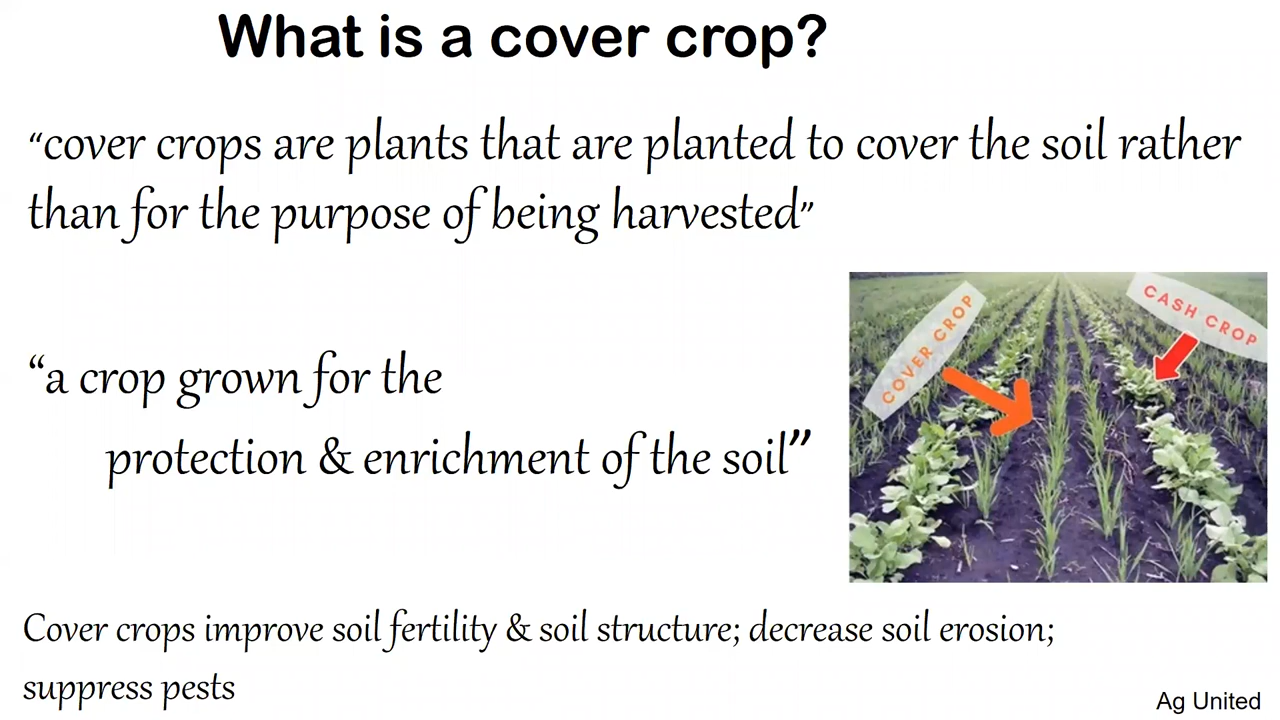 What is a cover crop?
“cover crops are plants that are planted to cover the soil rather
than for the purpose of being harvested”
“a crop grown for the
protection & enrichment of the soil”
COVER CROP
CASH CROP
Cover crops improve soil fertility & soil structure; decrease soil erosion;
suppress pests
Ag United